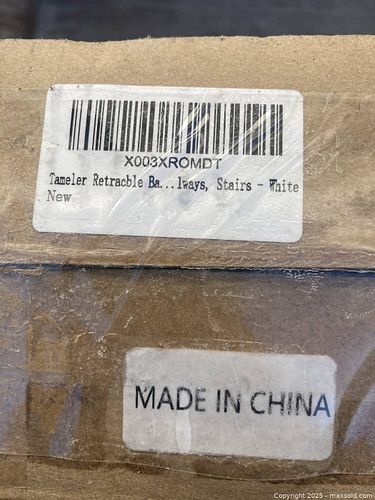 X003XROMDT
Tameler Retracble Ba...lways, Stairs - White
New
MADE IN CHINA
Copyright © 2025 - maxsold.com